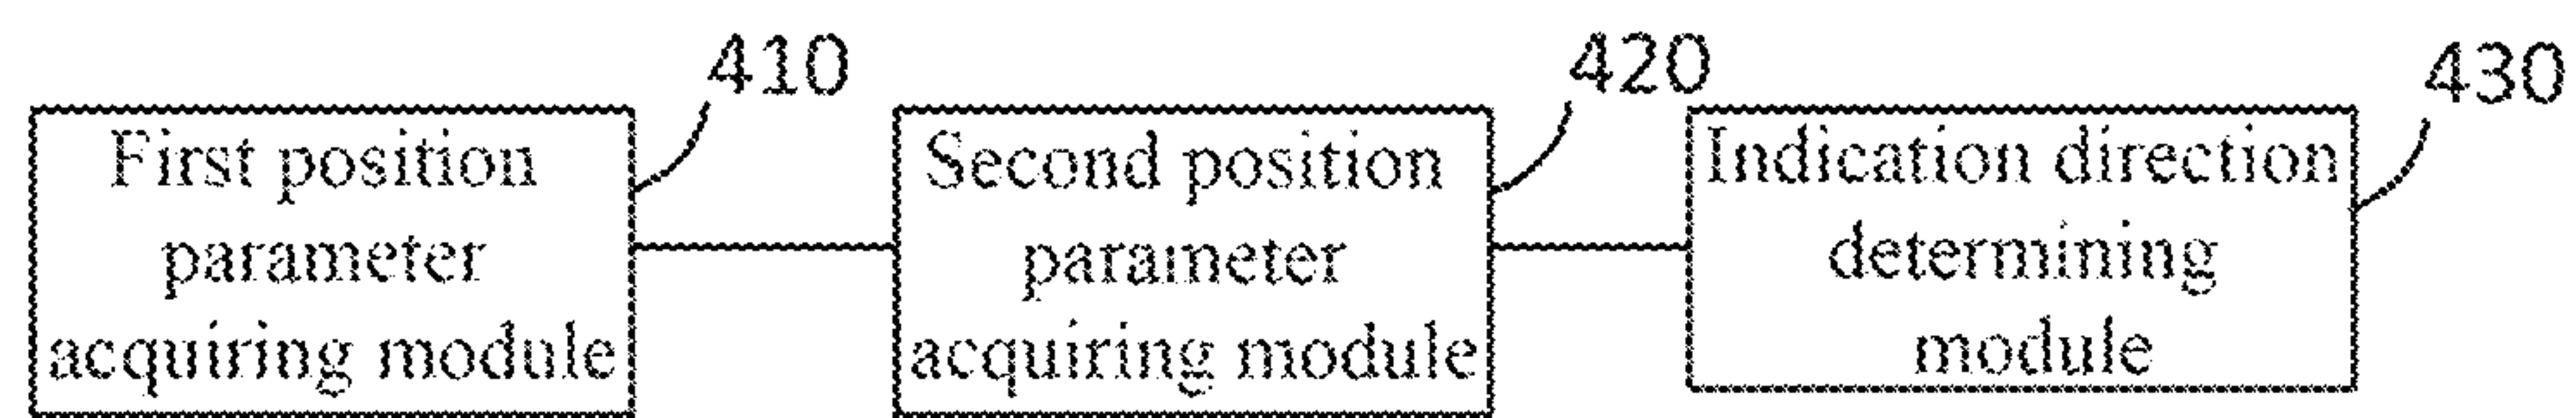 410
First position
parameter
acquiring module
420
Second position
parameter
acquiring module
430
Indication direction
determining
module